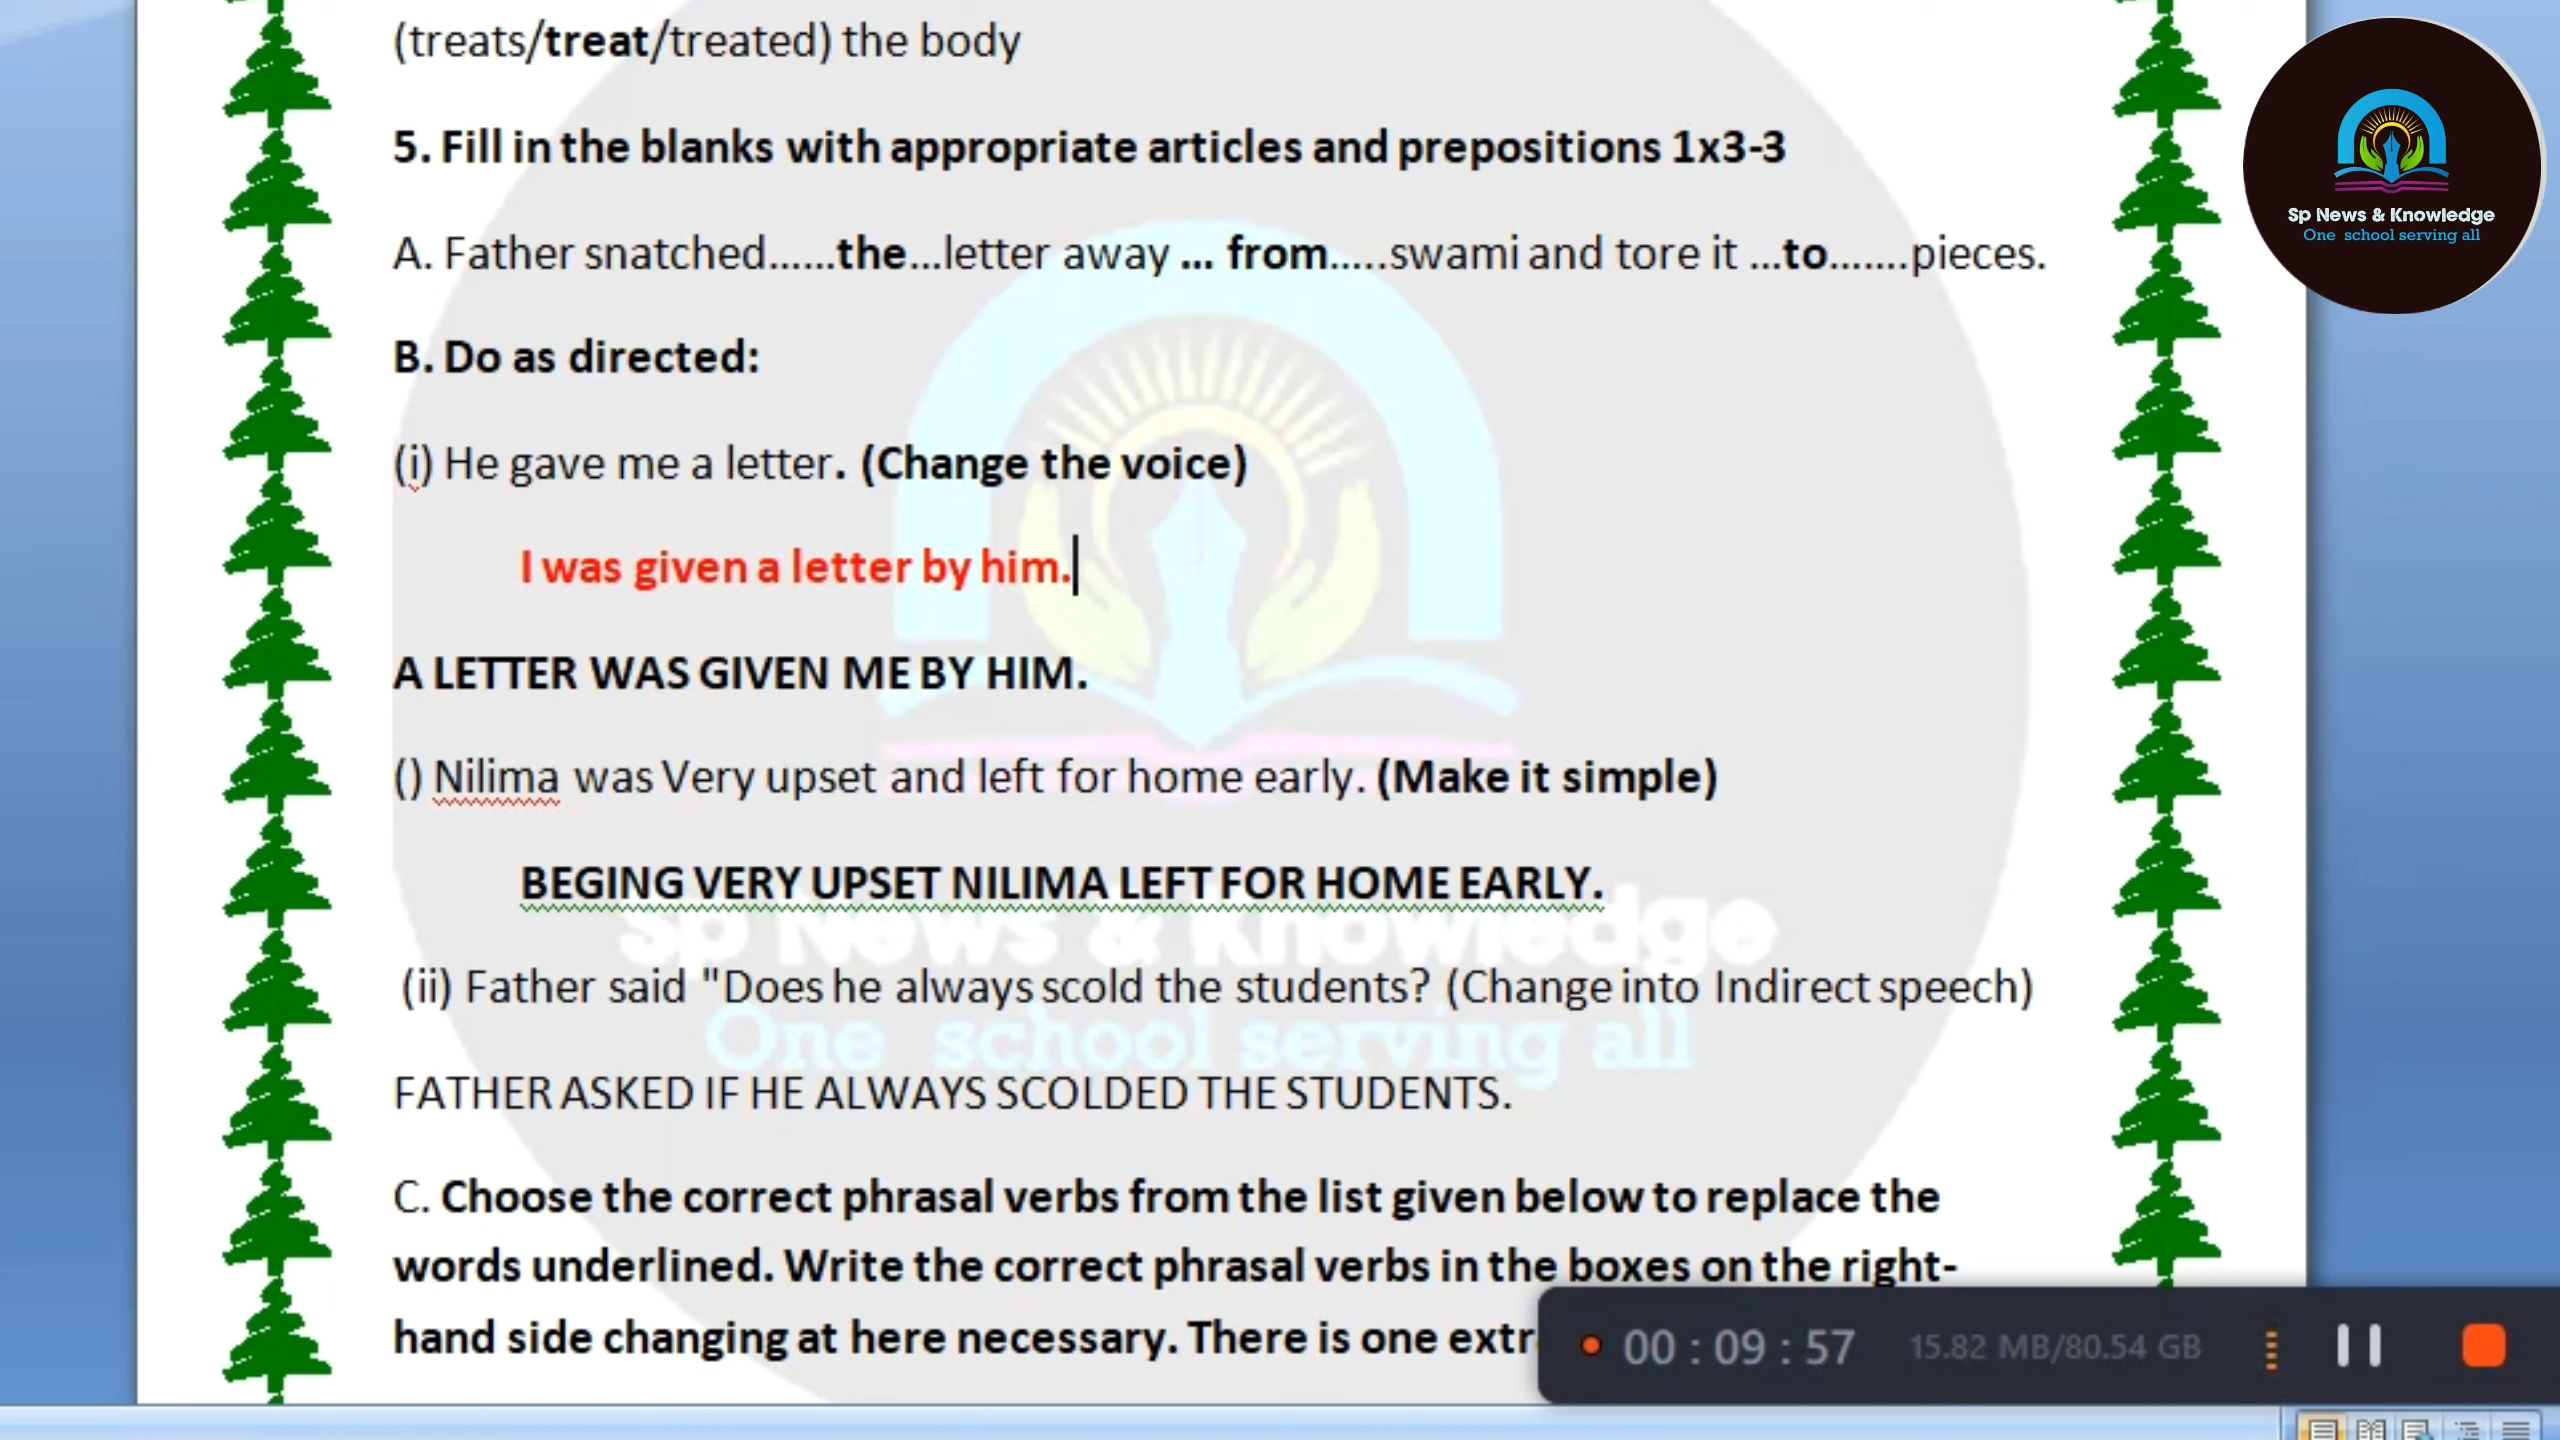 (treats/treat/treated) the body
5. Fill in the blanks with appropriate articles and prepositions 1x3-3
A. Father snatched......the...letter away ... from.....swami and tore it ...to.......pieces.
B. Do as directed:
(i) He gave me a letter. (Change the voice)
I was given a letter by him.
A LETTER WAS GIVEN ME BY HIM.
() Nilima was Very upset and left for home early. (Make it simple)
BEGING VERY UPSET NILIMA LEFT FOR HOME EARLY.
(ii) Father said "Does he always scold the students? (Change into Indirect speech)
FATHER ASKED IF HE ALWAYS SCOLDED THE STUDENTS.
C. Choose the correct phrasal verbs from the list given below to replace the
words underlined. Write the correct phrasal verbs in the boxes on the right-
hand side changing at here necessary. There is one extr
Sp News & Knowledge
One school serving all
Sp News & Knowledge
One school serving all
00 : 09 : 57 15.82 MB/80.54 GB